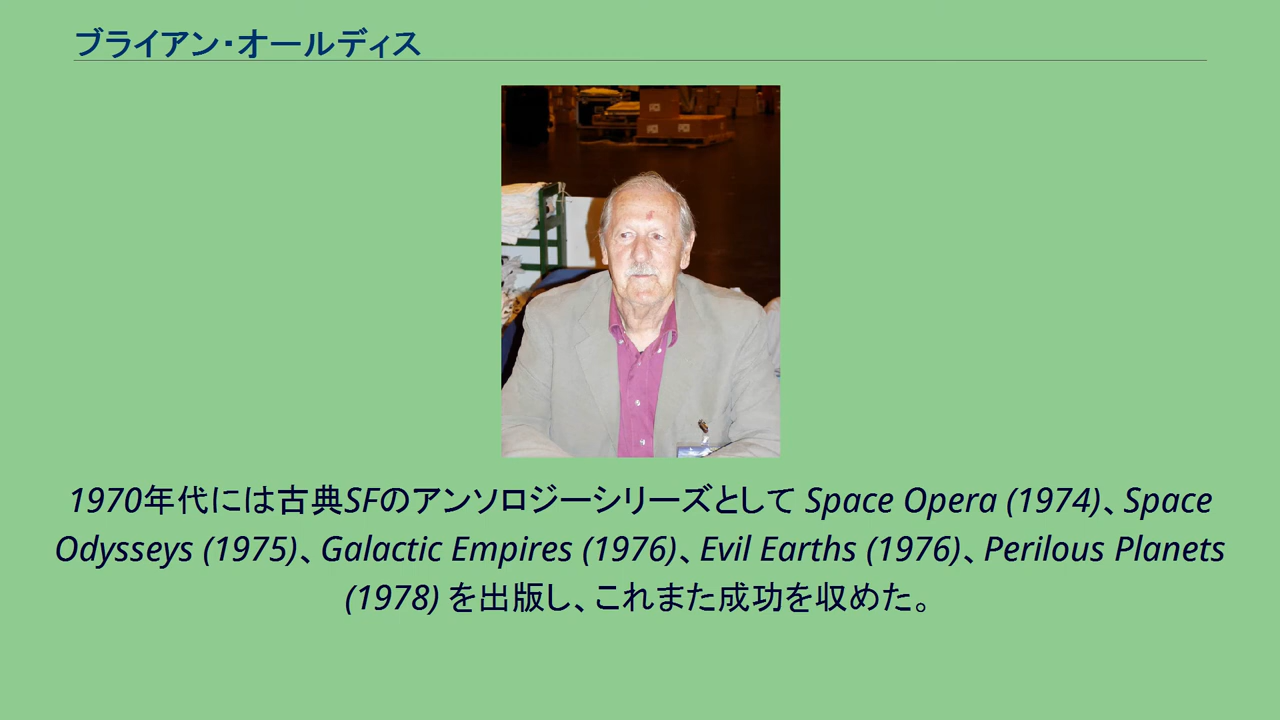 ブライアン・オールディス
1970年代には古典SFのアンソロジーシリーズとして Space Opera (1974)、Space
Odysseys (1975)、Galactic Empires (1976)、Evil Earths (1976)、Perilous Planets
(1978) を出版し、これまた成功を収めた。